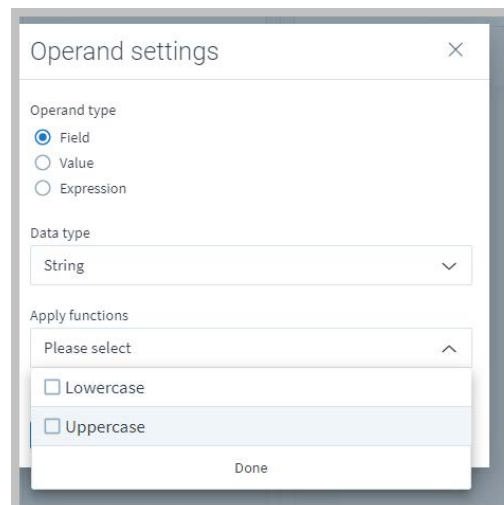 Operand settings
Operand type
Field
Value
Expression
Data type
String
Apply functions
Please select
Lowercase
Uppercase
Done